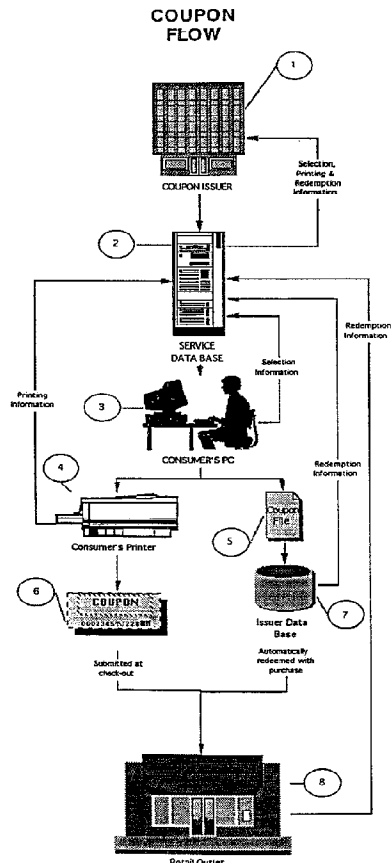 COUPON
FLOW
1
Selection,
Printing &
Redemption
Information
COUPON ISSUER
2
SERVICE
DATA BASE
Redemption
Information
Selection
Information
Printing
Information
3
CONSUMER'S PC
Redemption
Information
4
Consumer's Printer
5
Coupon
File
6
COUPON
7
Issuer Data
Base
Submitted at
check-out
Automatically
redeemed with
purchase
8
Retail Outlet